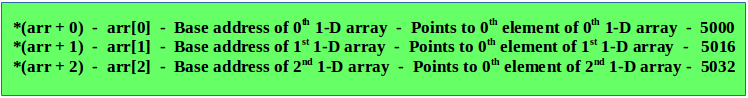 *(arr + 0) - arr[0] - Base address of 0th 1-D array - Points to 0th element of 0th 1-D array - 5000
*(arr + 1) - arr[1] - Base address of 1st 1-D array - Points to 0th element of 1st 1-D array - 5016
*(arr + 2) - arr[2] - Base address of 2nd 1-D array - Points to 0th element of 2nd 1-D array - 5032